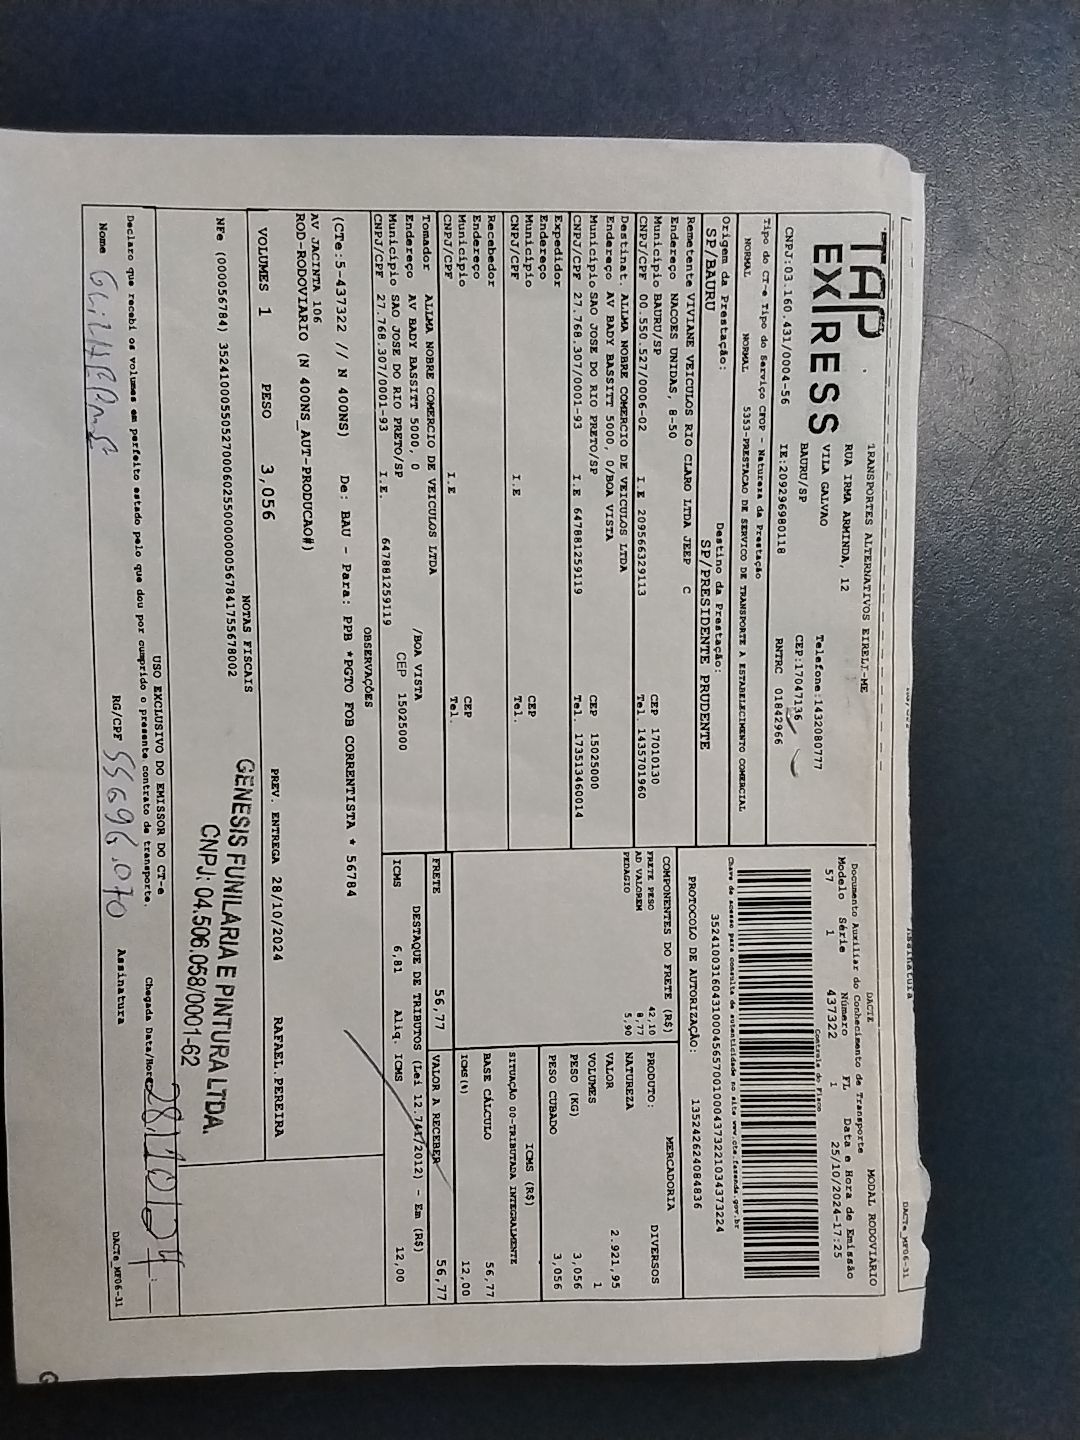 TAP
EXPRESS
TRANSPORTES ALTERNATIVOS EIRELI-ME
RUA IRMA ARMINDA, 12
VILA GALVAO
BAURU/SP
Telefone:1432080777
CEP:17047136
CNPJ:03.160.431/0004-56 IE:209296980118 RNTRC 01842966
DACTE MODAL RODOVIARIO
Documento Auxiliar do Conhecimento de Transporte
Modelo Série Número FL Data e Hora de Emissão
57 1 437322 1 25/10/2024-17:25
Controle do Fisco
Tipo do CT-e Tipo do Serviço CFOP - Natureza da Prestação
NORMAL NORMAL 5353-PRESTACAO DE SERVICO DE TRANSPORTE A ESTABELECIMENTO COMERCIAL
Chave de acesso para consulta de autenticidade no site www.cte.fazenda.gov.br
Origem da Prestação: Destino da Prestação:
SP/BAURU SP/PRESIDENTE PRUDENTE
PROTOCOLO DE AUTORIZAÇÃO: 135242624084836
Remetente VIVIANE VEICULOS RIO CLARO LTDA JEEP C
Endereço NACOES UNIDAS, 8-50
Municipio BAURU/SP CEP 17010130
CNPJ/CPF 00.550.527/0006-02 I.E 209566329113 Tel. 1435701960
Destinat. ALLMA NOBRE COMERCIO DE VEICULOS LTDA
Endereço AV BADY BASSITT 5000, 0/BOA VISTA
Municipio SAO JOSE DO RIO PRETO/SP CEP 15025000
CNPJ/CPF 27.768.307/0001-93 I.E 647881259119 Tel. 173513460014
Expedidor
Endereço
Municipio CEP
CNPJ/CPF I.E Tel.
Recebedor
Endereço
Municipio CEP
CNPJ/CPF I.E Tel.
Tomador ALLMA NOBRE COMERCIO DE VEICULOS LTDA
Endereço AV BADY BASSITT 5000, 0 /BOA VISTA
Municipio SAO JOSE DO RIO PRETO/SP CEP 15025000
CNPJ/CPF 27.768.307/0001-93 I.E. 647881259119
COMPONENTES DO FRETE (R$)
FRETE PESO 42,10
AD VALOREM 8,77
PEDAGIO 5,90
MERCADORIA
PRODUTO: DIVERSOS
NATUREZA
VALOR 2.921,95
VOLUMES 1
PESO (KG) 3,056
PESO CUBADO 3,056
ICMS (R$)
SITUAÇÃO 00-TRIBUTADA INTEGRALMENTE
BASE CÁLCULO 56,77
ICMS(%) 12,00
FRETE 56,77 VALOR A RECEBER 56,77
DESTAQUE DE TRIBUTOS (Lei 12.741/2012) - Em (R$)
ICMS 6,81 Aliq. ICMS 12,00
OBSERVAÇÕES
(CTe:5-437322 // N 400NS) De: BAU - Para: PPB *PGTO FOB CORRENTISTA * 56784
AV JACINTA 106
ROD-RODOVIARIO (N 400NS_AUT-PRODUCAO#)
VOLUMES 1 PESO 3,056 PREV. ENTREGA 28/10/2024 RAFAEL.PEREIRA
NOTAS FISCAIS
GENESIS FUNILARIA E PINTURA LTDA.
CNPJ: 04.506.058/0001-62
USO EXCLUSIVO DO EMISSOR DO CT-e
Declaro que recebi os volumes em perfeito estado pelo que dou por cumprido o presente contrato de transporte.
Chegada Data/Hora 28/10/24
Nome GUILHERME RG/CPF Assinatura
DACTe_MF06-31
Assinatura
DACTe_MF06-31